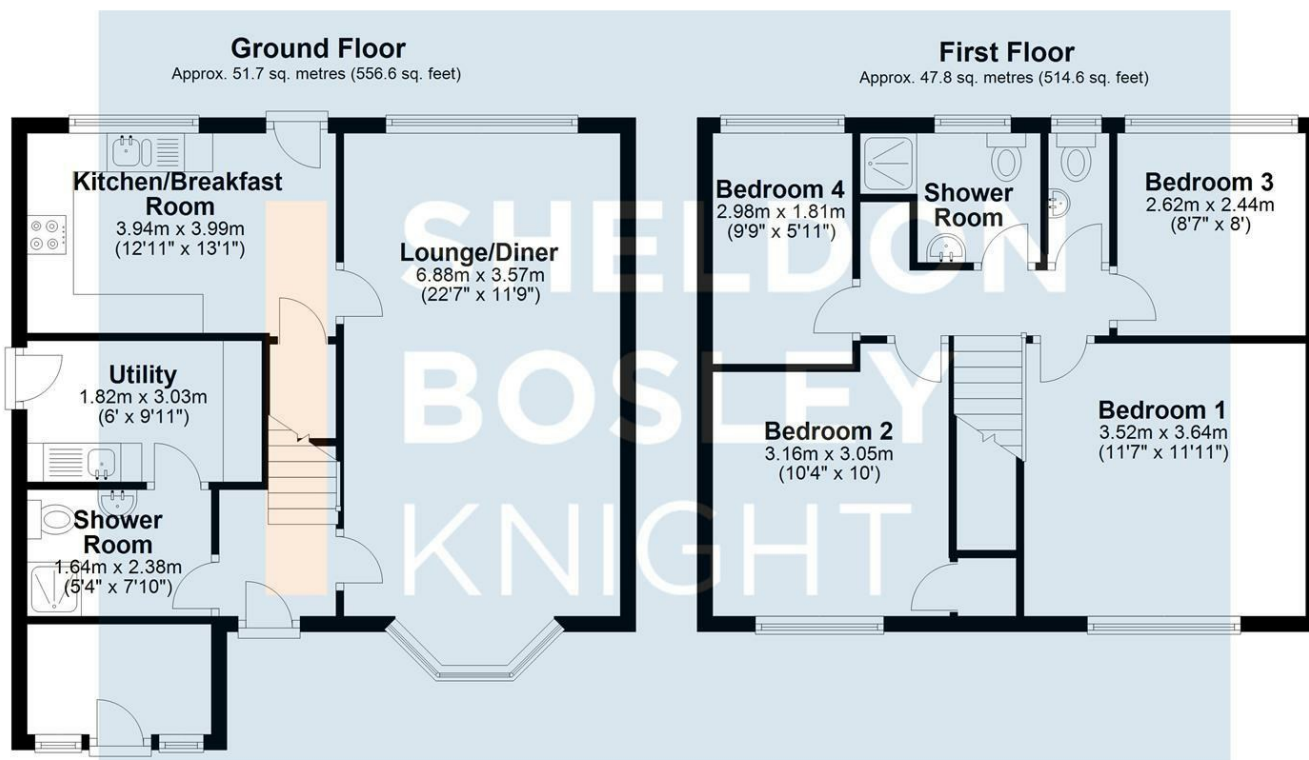 Ground Floor
Approx. 51.7 sq. metres (556.6 sq. feet)
Kitchen/Breakfast
Room
3.94m x 3.99m
(12'11" x 13'1")
Lounge/Diner
6.88m x 3.57m
(22'7" x 11'9")
Utility
1.82m x 3.03m
(6' x 9'11")
Shower
Room
1.64m x 2.38m
(5'4" x 7'10")
First Floor
Approx. 47.8 sq. metres (514.6 sq. feet)
Bedroom 4
2.98m x 1.81m
(9'9" x 5'11")
Shower
Room
Bedroom 3
2.62m x 2.44m
(8'7" x 8')
Bedroom 2
3.16m x 3.05m
(10'4" x 10')
Bedroom 1
3.52m x 3.64m
(11'7" x 11'11")
SHELDON
BOSLEY
KNIGHT